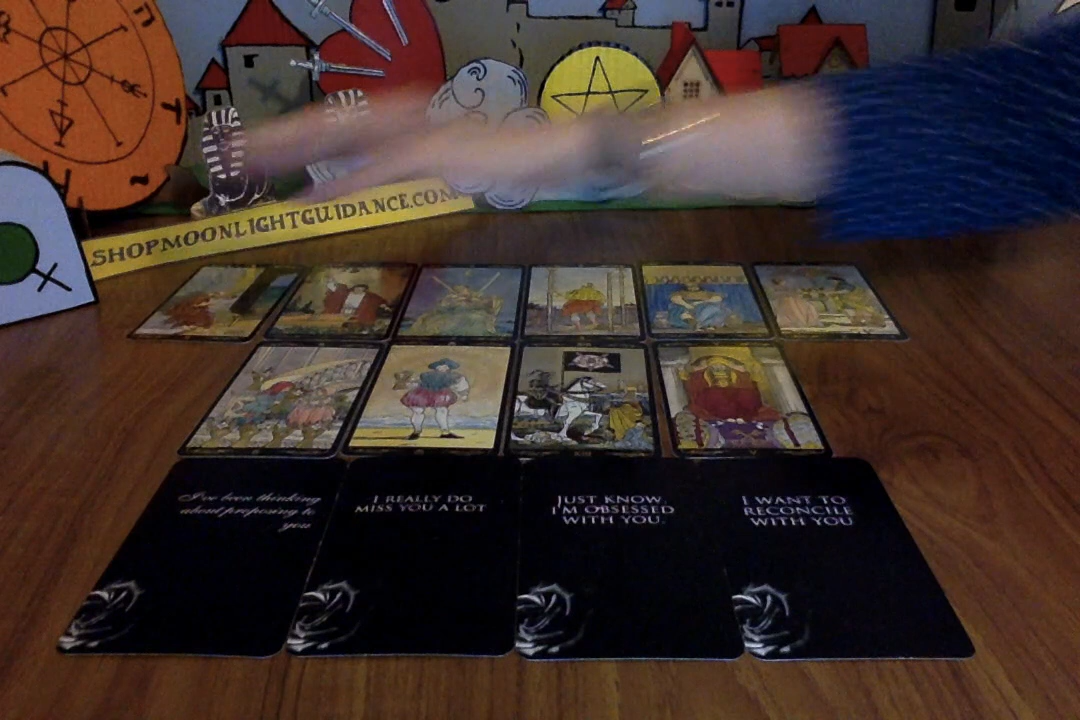 SHOPMOONLIGHTGUIDANCE.COM
I've been thinking
about proposing to
you
I REALLY DO
MISS YOU A LOT
JUST KNOW,
I'M OBSESSED
WITH YOU.
I WANT TO
RECONCILE
WITH YOU